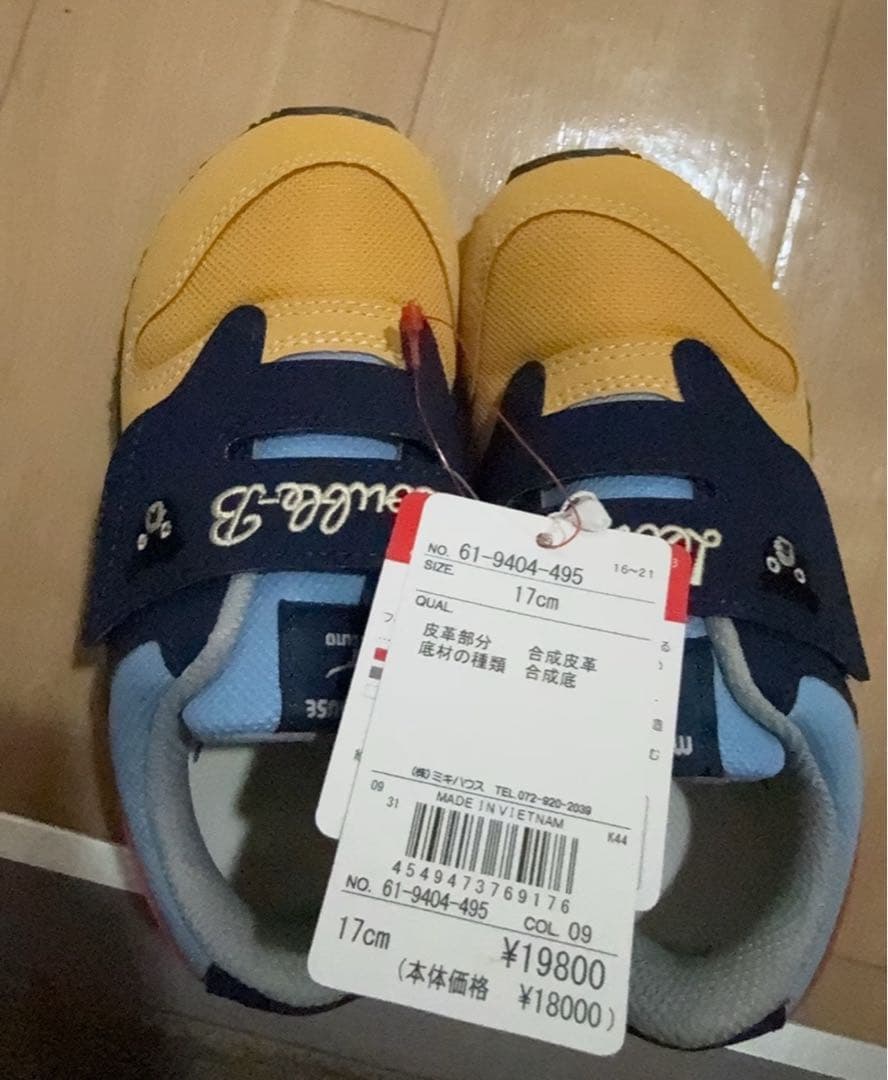 Double-B
NO. 61-9404-495 16~21
SIZE 17cm
QUAL
皮革部分 合成皮革
底材の種類 合成底
(株)ミキハウス TEL.072-920-2039
MADE IN VIETNAM
09
31
K44
4549473769176
NO. 61-9404-495
COL 09
17cm ¥19800
(本体価格 ¥18000)